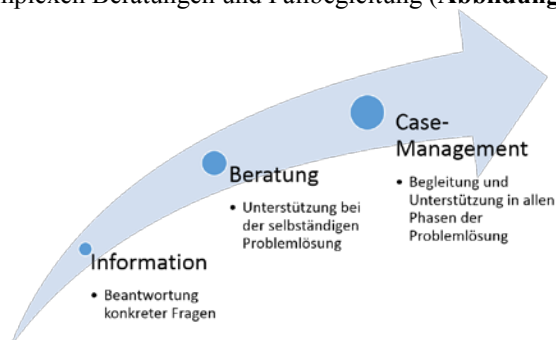 Beratungen und Fallbegleitung (Abbildung
Case-
Management
• Begleitung und
Unterstützung in allen
Phasen der
Problemlösung
Beratung
• Unterstützung bei
der selbständigen
Problemlösung
Information
• Beantwortung
konkreter Fragen